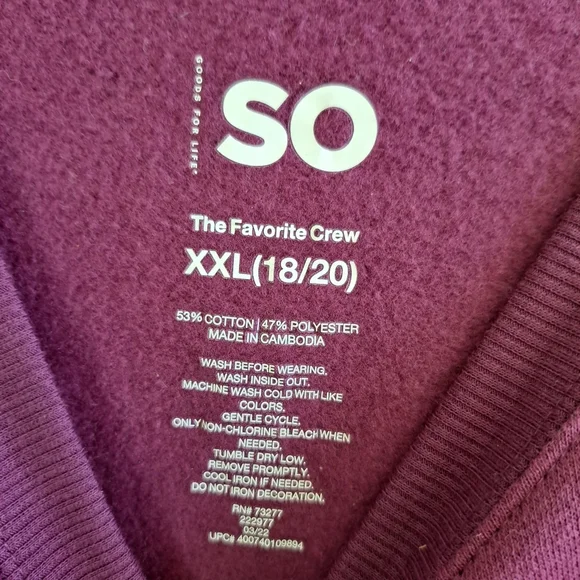 GOODS FOR LIFE®
SO
The Favorite Crew
XXL(18/20)
53% COTTON | 47% POLYESTER
MADE IN CAMBODIA
WASH BEFORE WEARING.
WASH INSIDE OUT.
MACHINE WASH COLD WITH LIKE
COLORS.
GENTLE CYCLE.
ONLY NON-CHLORINE BLEACH WHEN
NEEDED.
TUMBLE DRY LOW.
REMOVE PROMPTLY.
COOL IRON IF NEEDED.
DO NOT IRON DECORATION.
RN# 73277
222977
03/22
UPC# 400740109894